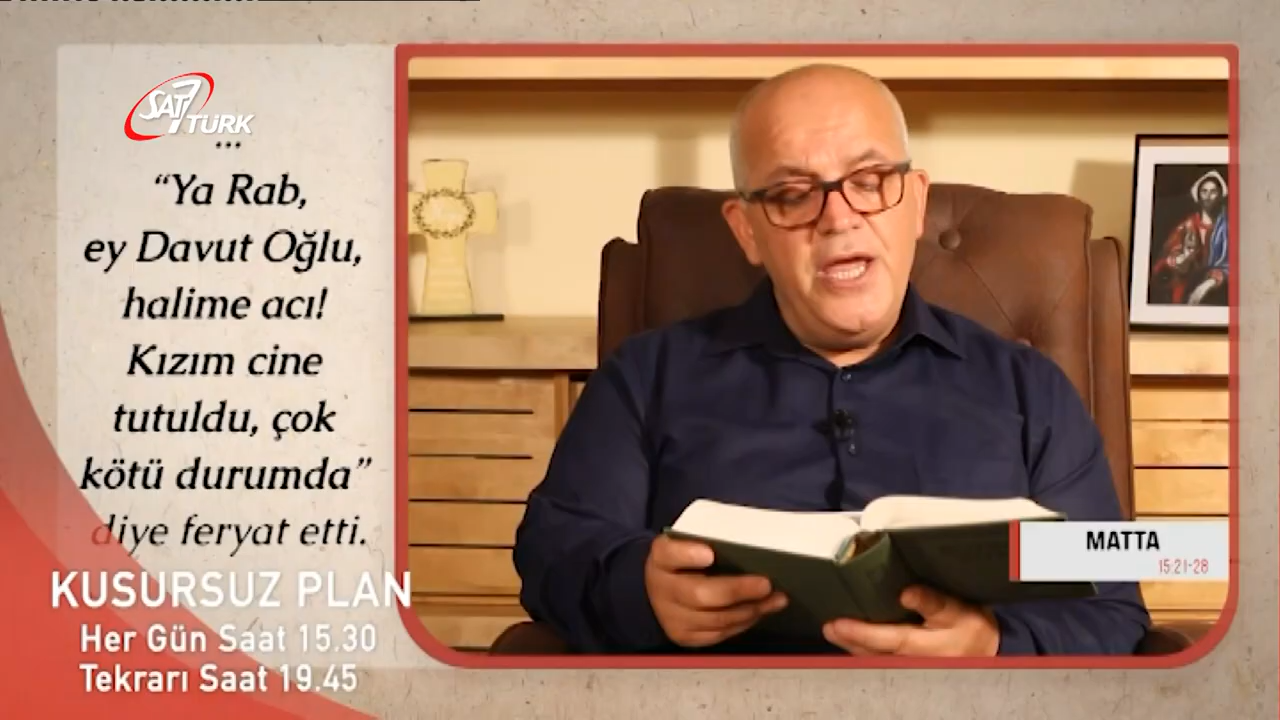 SAT7
TÜRK
...
“Ya Rab,
ey Davut Oğlu,
halime acı!
Kızım cine
tutuldu, çok
kötü durumda”
diye feryat etti.
KUSURSUZ PLAN
Her Gün Saat 15.30
Tekrarı Saat 19.45
MATTA
15:21-28